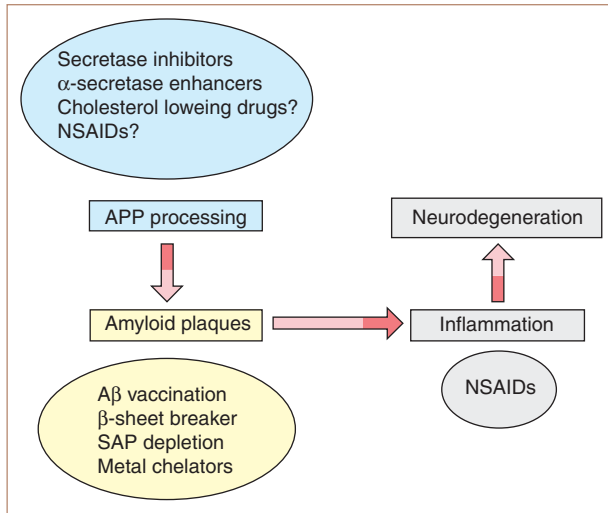 Secretase inhibitors
α-secretase enhancers
Cholesterol loweing drugs?
NSAIDs?
APP processing
Neurodegeneration
Amyloid plaques
Inflammation
Aβ vaccination
β-sheet breaker
SAP depletion
Metal chelators
NSAIDs